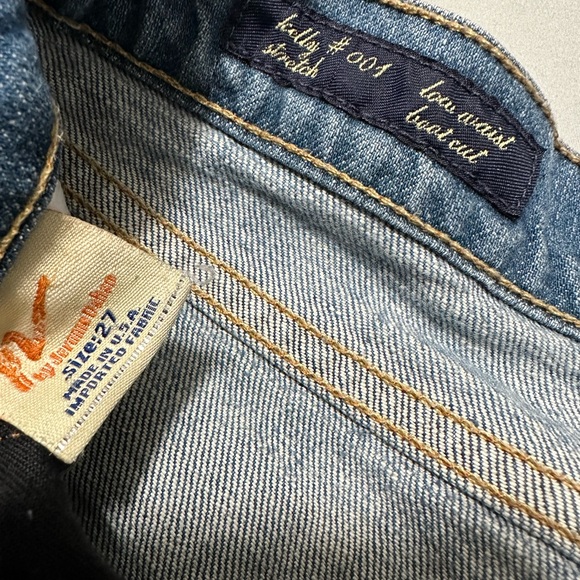 kelly # 001
stretch
low waist
boot cut
by Jerome Dahan
Size: 27
MADE IN U.S.A.
IMPORTED FABRIC